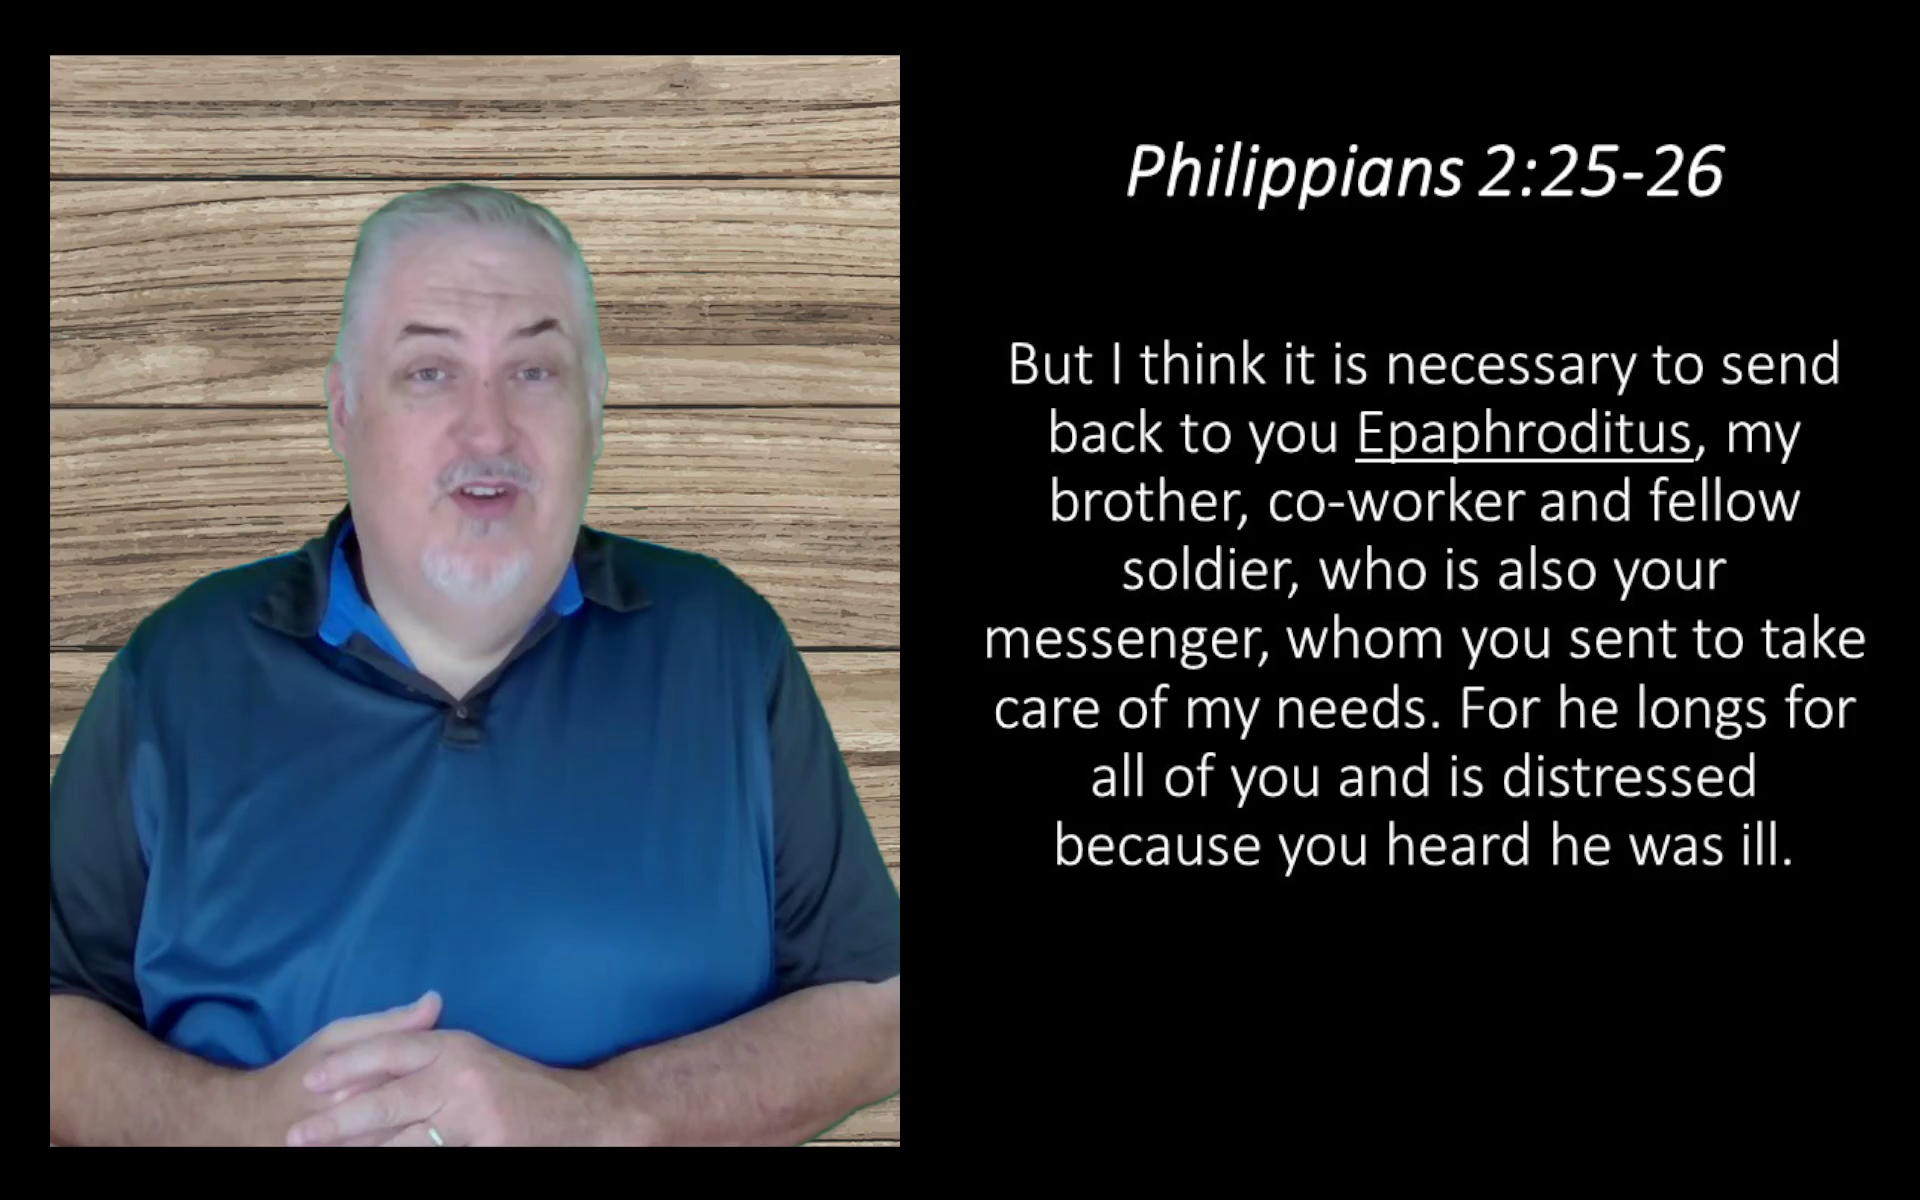 Philippians 2:25-26
But I think it is necessary to send
back to you Epaphroditus, my
brother, co-worker and fellow
soldier, who is also your
messenger, whom you sent to take
care of my needs. For he longs for
all of you and is distressed
because you heard he was ill.